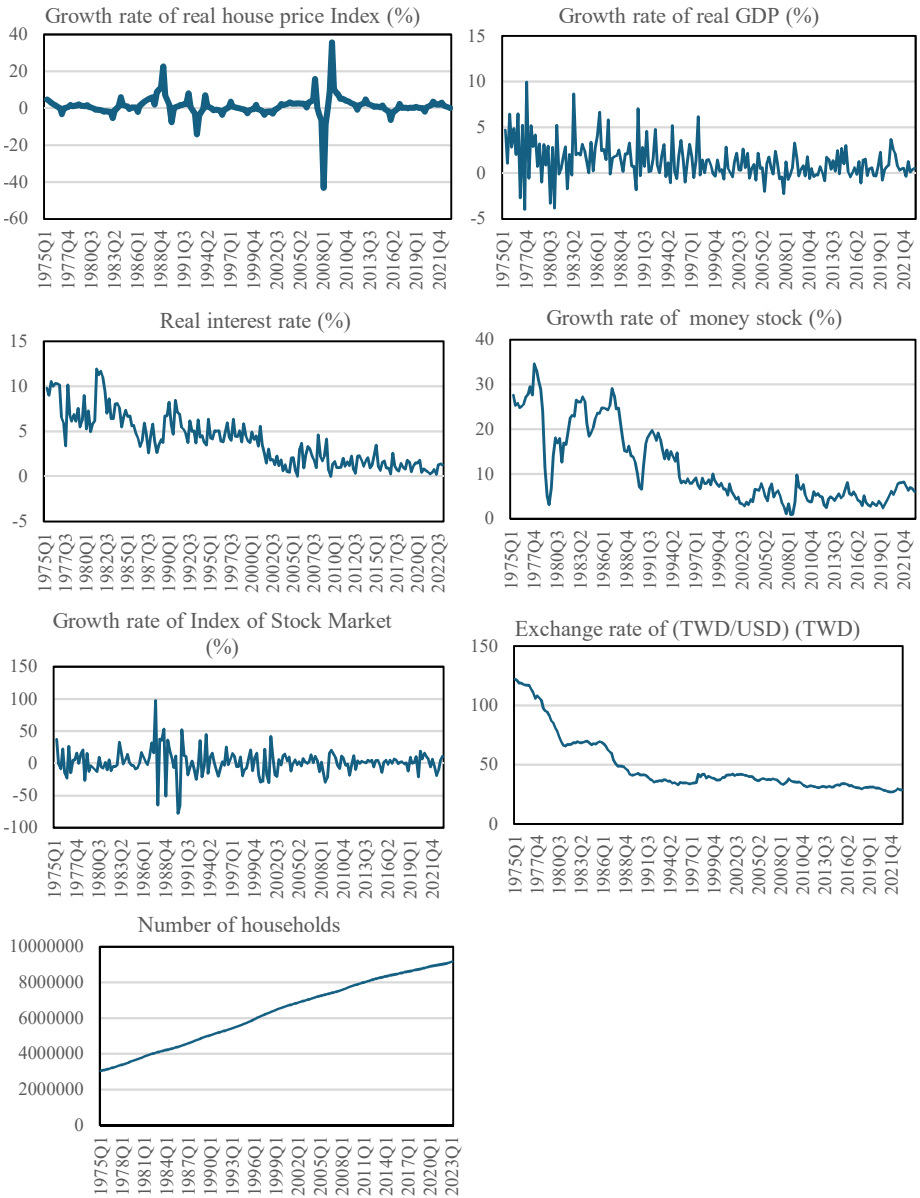 Growth rate of real house price Index (%)
40
20
0
-20
-40
-60
1975Q1
1977Q4
1980Q3
1983Q2
1986Q1
1988Q4
1991Q3
1994Q2
1997Q1
1999Q4
2002Q3
2005Q2
2008Q1
2010Q4
2013Q3
2016Q2
2019Q1
2021Q4
Growth rate of real GDP (%)
15
10
5
0
-5
1975Q1
1977Q4
1980Q3
1983Q2
1986Q1
1988Q4
1991Q3
1994Q2
1997Q1
1999Q4
2002Q3
2005Q2
2008Q1
2010Q4
2013Q3
2016Q2
2019Q1
2021Q4
Real interest rate (%)
15
10
5
0
-5
1975Q1
1977Q3
1980Q1
1982Q3
1985Q1
1987Q3
1990Q1
1992Q3
1995Q1
1997Q3
2000Q1
2002Q3
2005Q1
2007Q3
2010Q1
2012Q3
2015Q1
2017Q3
2020Q1
2022Q3
Growth rate of money stock (%)
40
30
20
10
0
1975Q1
1977Q4
1980Q3
1983Q2
1986Q1
1988Q4
1991Q3
1994Q2
1997Q1
1999Q4
2002Q3
2005Q2
2008Q1
2010Q4
2013Q3
2016Q2
2019Q1
2021Q4
Growth rate of Index of Stock Market
(%)
150
100
50
0
-50
-100
1975Q1
1977Q4
1980Q3
1983Q2
1986Q1
1988Q4
1991Q3
1994Q2
1997Q1
1999Q4
2002Q3
2005Q2
2008Q1
2010Q4
2013Q3
2016Q2
2019Q1
2021Q4
Exchange rate of (TWD/USD) (TWD)
150
100
50
0
1975Q1
1977Q4
1980Q3
1983Q2
1986Q1
1988Q4
1991Q3
1994Q2
1997Q1
1999Q4
2002Q3
2005Q2
2008Q1
2010Q4
2013Q3
2016Q2
2019Q1
2021Q4
Number of households
10000000
8000000
6000000
4000000
2000000
0
1975Q1
1978Q1
1981Q1
1984Q1
1987Q1
1990Q1
1993Q1
1996Q1
1999Q1
2002Q1
2005Q1
2008Q1
2011Q1
2014Q1
2017Q1
2020Q1
2023Q1